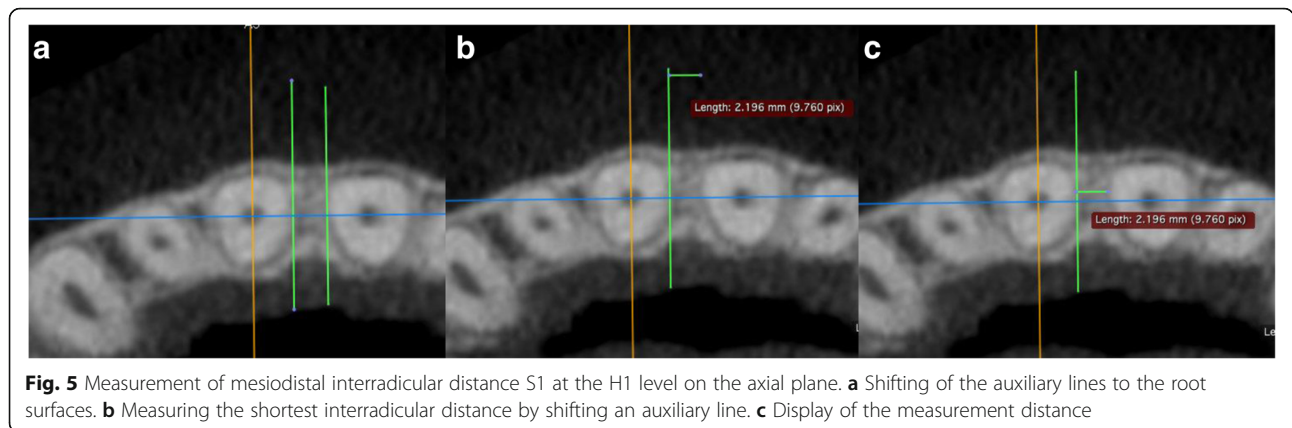 a
b
c
Length: 2.196 mm (9.760 pix)
Length: 2.196 mm (9.760 pix)
Le
Fig. 5 Measurement of mesiodistal interradicular distance S1 at the H1 level on the axial plane. a Shifting of the auxiliary lines to the root
surfaces. b Measuring the shortest interradicular distance by shifting an auxiliary line. c Display of the measurement distance